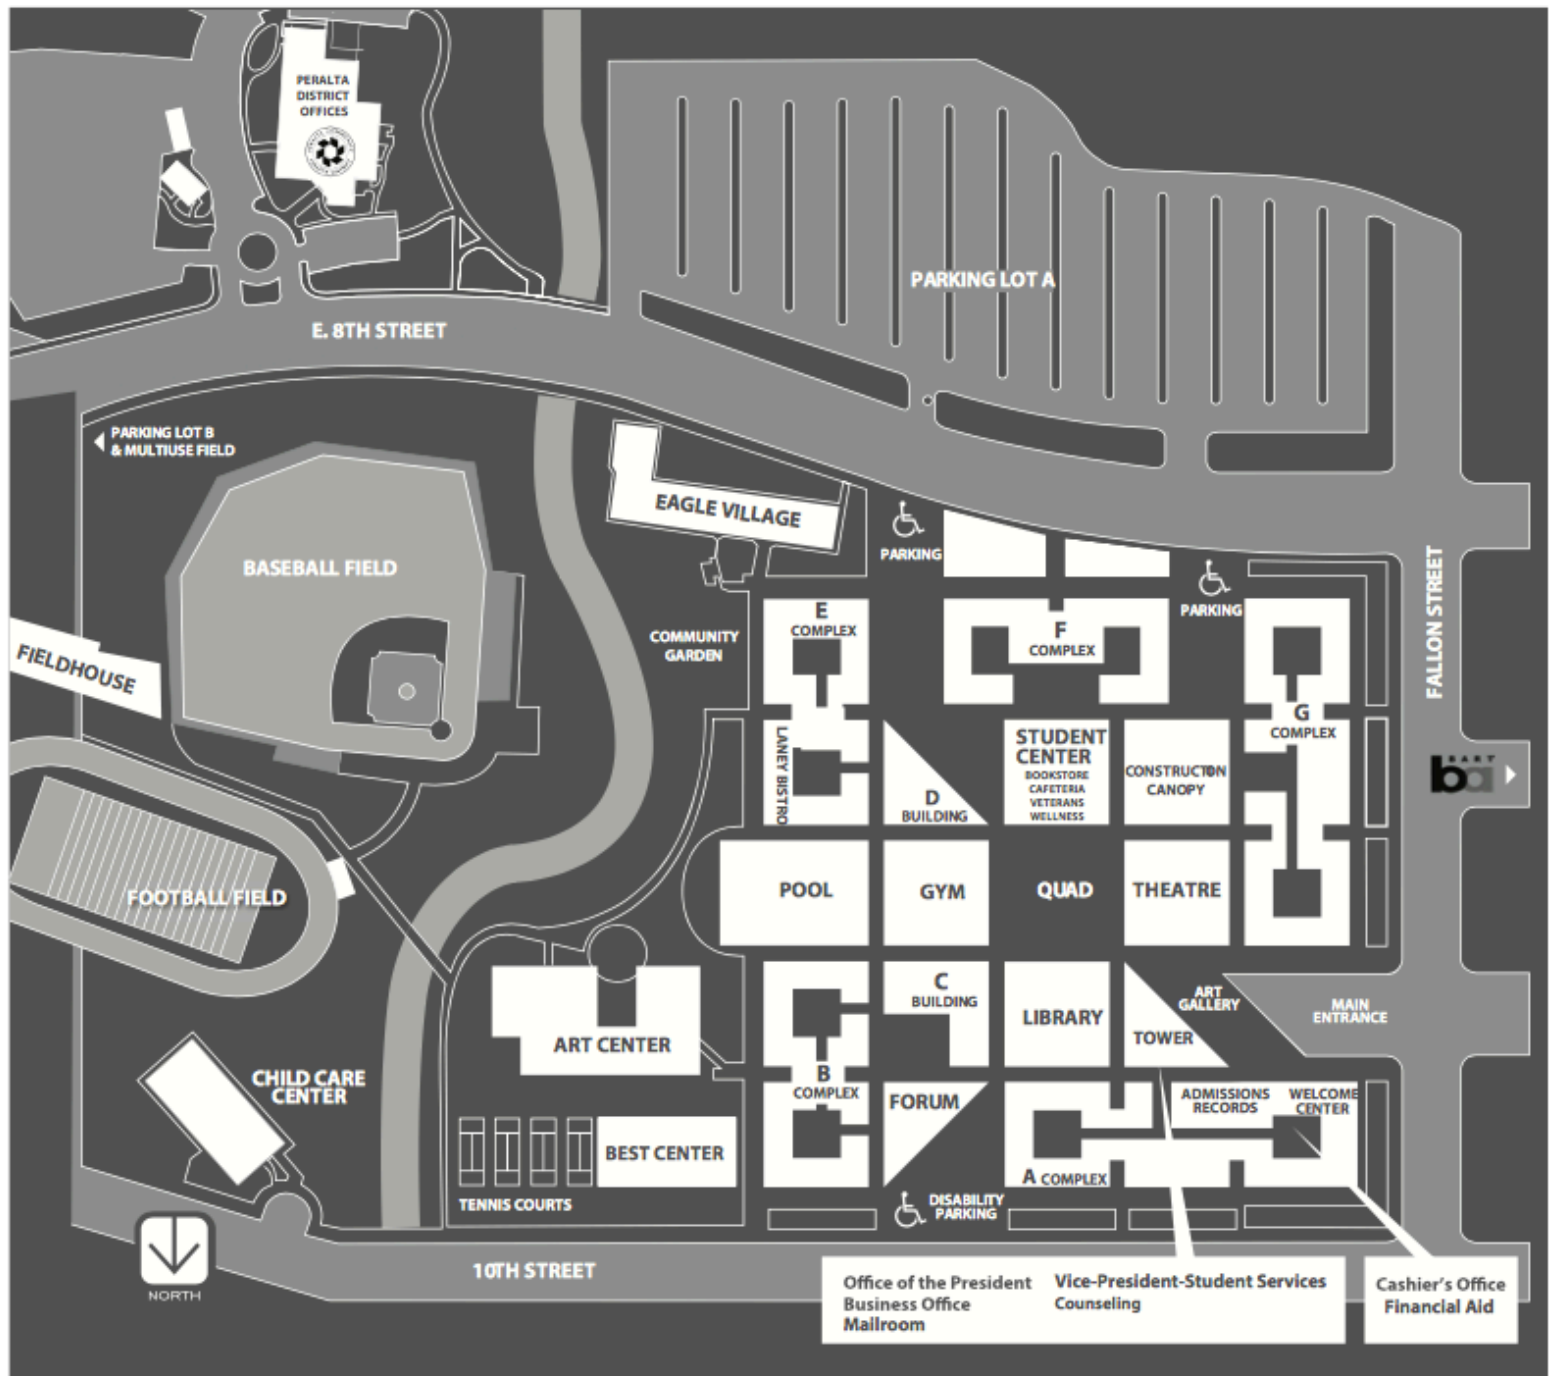 PERALTA
DISTRICT
OFFICES
PARKING LOT A
E. 8TH STREET
PARKING LOT B
& MULTIUSE FIELD
EAGLE VILLAGE
PARKING
BASEBALL FIELD
PARKING
FALLON STREET
E
COMPLEX
F
COMPLEX
COMMUNITY
GARDEN
FIELDHOUSE
G
COMPLEX
LANEY BISTRO
STUDENT
CENTER
BOOKSTORE
CAFETERIA
VETERANS
WELLNESS
CONSTRUCTON
CANOPY
BART
ba
D
BUILDING
POOL
GYM
QUAD
THEATRE
FOOTBALL FIELD
C
BUILDING
ART
GALLERY
MAIN
ENTRANCE
LIBRARY
TOWER
ART CENTER
B
COMPLEX
CHILD CARE
CENTER
FORUM
ADMISSIONS
RECORDS
WELCOME
CENTER
BEST CENTER
A COMPLEX
TENNIS COURTS
DISABILITY
PARKING
NORTH
10TH STREET
Office of the President
Business Office
Mailroom
Vice-President-Student Services
Counseling
Cashier's Office
Financial Aid